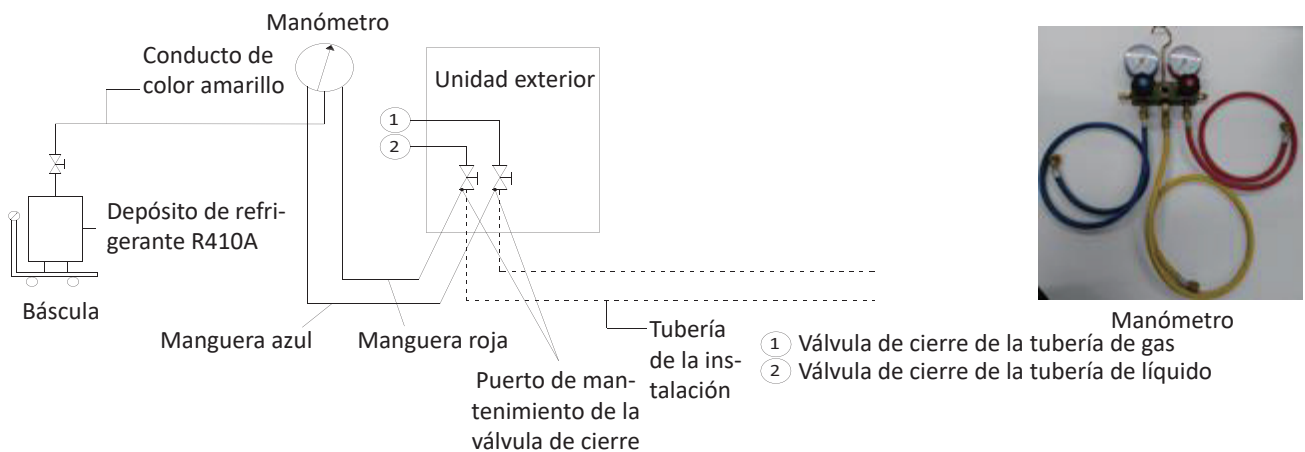 Manómetro
Conducto de
color amarillo
Unidad exterior
1
2
Depósito de refri-
gerante R410A
Báscula
Manguera azul
Manguera roja
Tubería
de la ins-
talación
Puerto de man-
tenimiento de la
válvula de cierre
Manómetro
1 Válvula de cierre de la tubería de gas
2 Válvula de cierre de la tubería de líquido